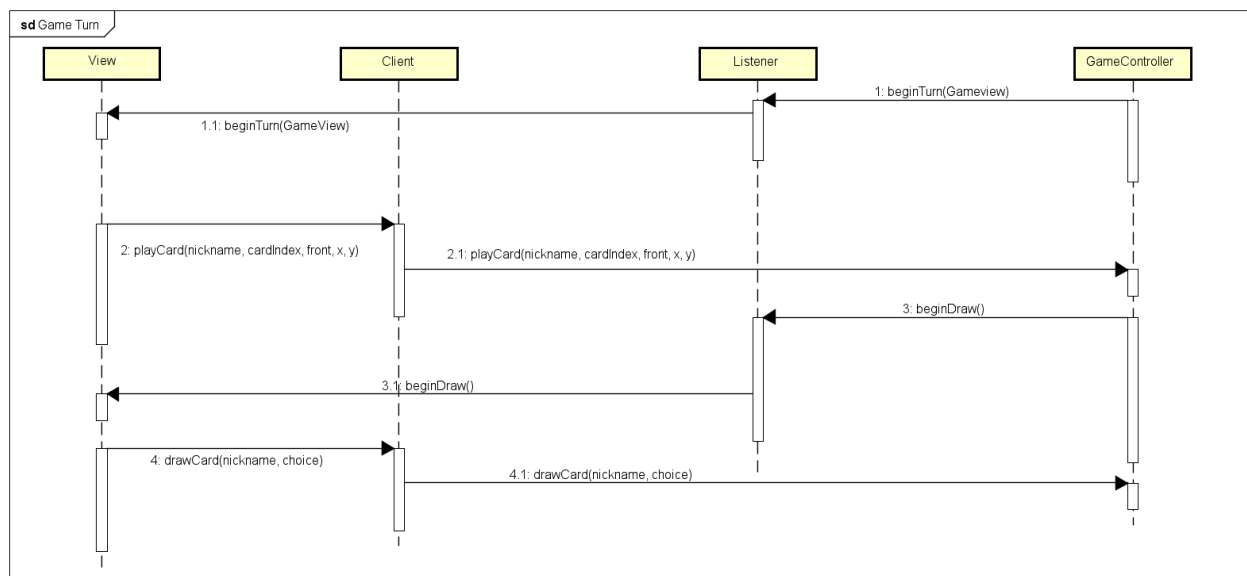 sd Game Turn
View
Client
Listener
GameController
1: beginTurn(Gameview)
1.1: beginTurn(GameView)
2: playCard(nickname, cardIndex, front, x, y)
2.1: playCard(nickname, cardIndex, front, x, y)
3: beginDraw()
3.1: beginDraw()
4: drawCard(nickname, choice)
4.1: drawCard(nickname, choice)